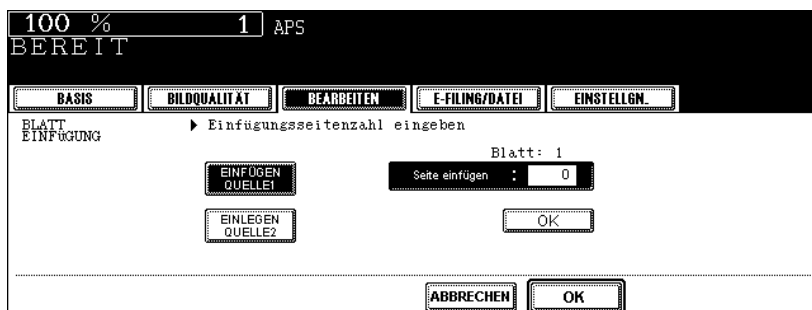 100 % 1 APS
BEREIT
BASIS BILDQUALITÄT BEARBEITEN E-FILING/DATEI EINSTELLGN.
BLATT
EINFÜGUNG
Einfügungsseitenzahl eingeben
Blatt: 1
EINFÜGEN
QUELLE1
Seite einfügen : 0
EINLEGEN
QUELLE2
OK
ABBRECHEN OK